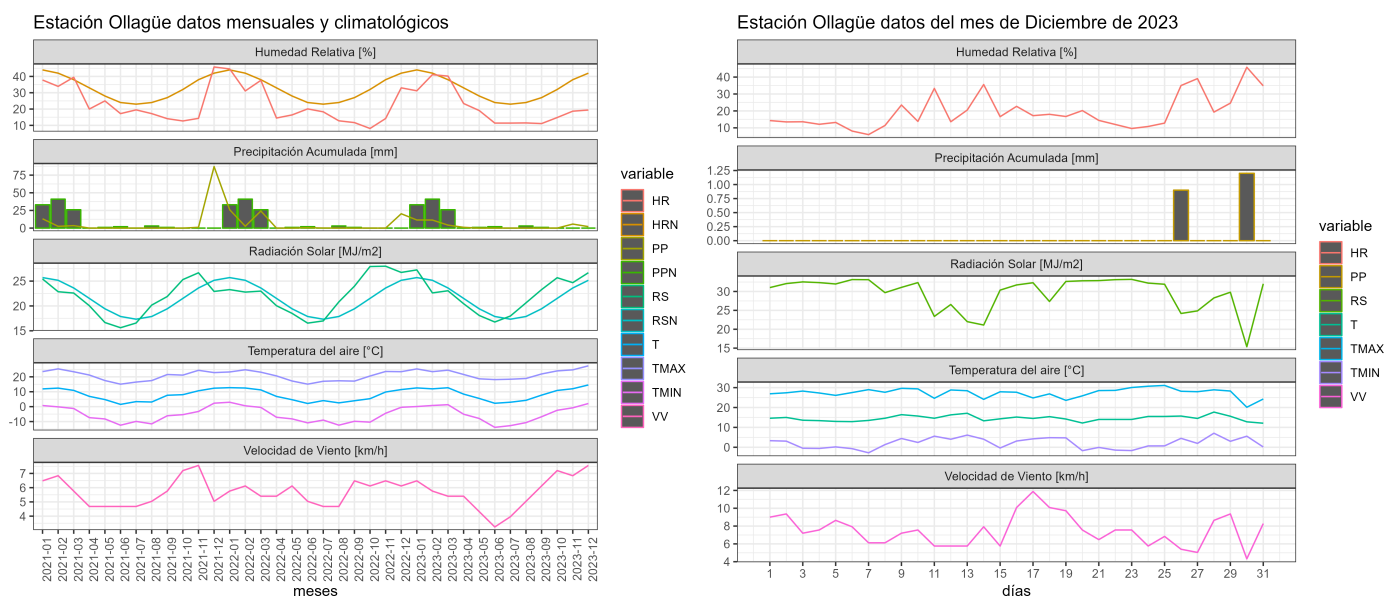 Estación Ollagüe datos mensuales y climatológicos
Humedad Relativa [%]
40
30
20
10
Precipitación Acumulada [mm]
75
50
25
0
Radiación Solar [MJ/m2]
25
20
15
Temperatura del aire [°C]
20
10
0
-10
Velocidad de Viento [km/h]
7
6
5
4
2021-01
2021-02
2021-03
2021-04
2021-05
2021-06
2021-07
2021-08
2021-09
2021-10
2021-11
2021-12
2022-01
2022-02
2022-03
2022-04
2022-05
2022-06
2022-07
2022-08
2022-09
2022-10
2022-11
2022-12
2023-01
2023-02
2023-03
2023-04
2023-05
2023-06
2023-07
2023-08
2023-09
2023-10
2023-11
2023-12
meses
variable
HR
HRN
PP
PPN
RS
RSN
T
TMAX
TMIN
VV
Estación Ollagüe datos del mes de Diciembre de 2023
Humedad Relativa [%]
40
30
20
10
Precipitación Acumulada [mm]
1.25
1.00
0.75
0.50
0.25
0.00
Radiación Solar [MJ/m2]
30
25
20
15
Temperatura del aire [°C]
30
20
10
0
Velocidad de Viento [km/h]
12
10
8
6
4
1 3 5 7 9 11 13 15 17 19 21 23 25 27 29 31
días
variable
HR
PP
RS
T
TMAX
TMIN
VV